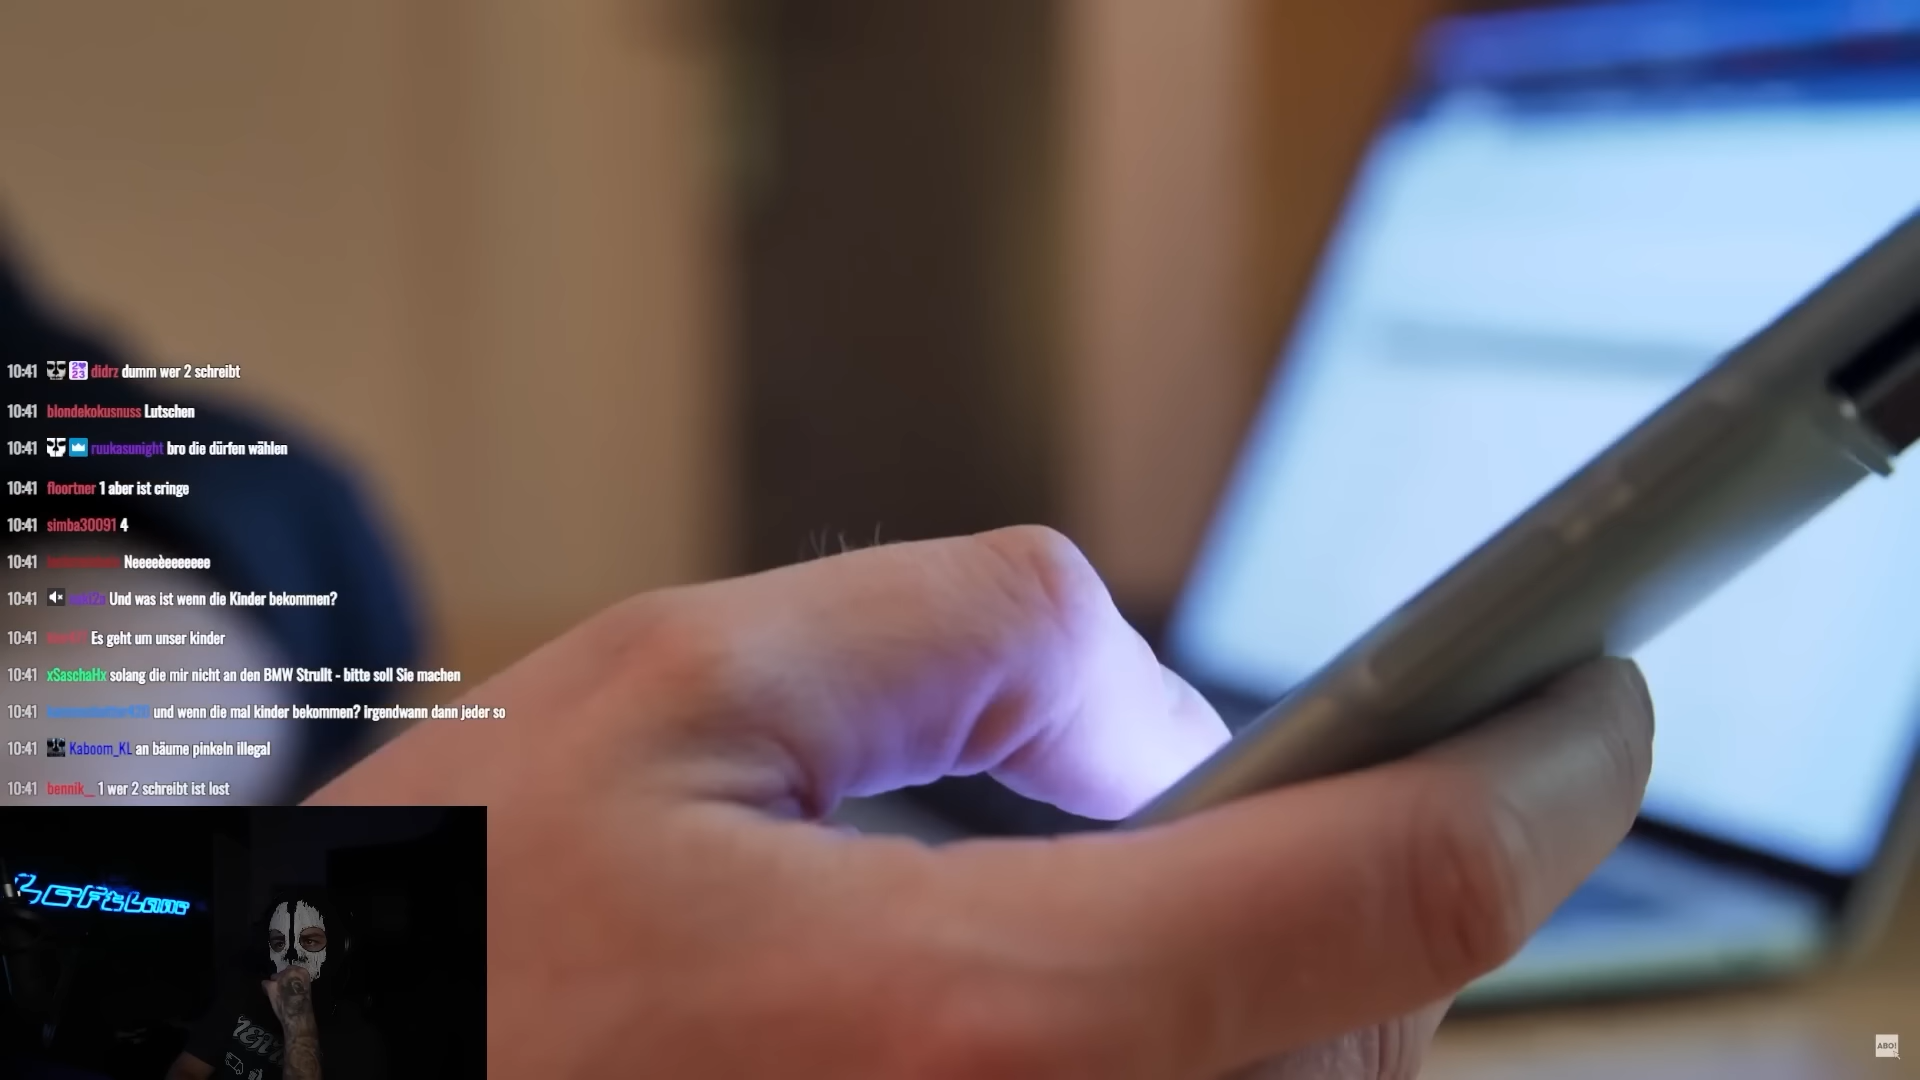 10:41 didrz dumm wer 2 schreibt
10:41 blondekokusnuss Lutschen
10:41 ruukasunight bro die dürfen wählen
10:41 floortner 1 aber ist cringe
10:41 simba30091 4
10:41 Neeeeèeeeeeee
10:41 Und was ist wenn die Kinder bekommen?
10:41 Es geht um unser kinder
10:41 xSaschaHx solang die mir nicht an den BMW Strullt - bitte soll Sie machen
10:41 und wenn die mal kinder bekommen? irgendwann dann jeder so
10:41 Kaboom_KL an bäume pinkeln illegal
10:41 bennik__ 1 wer 2 schreibt ist lost
ABO!